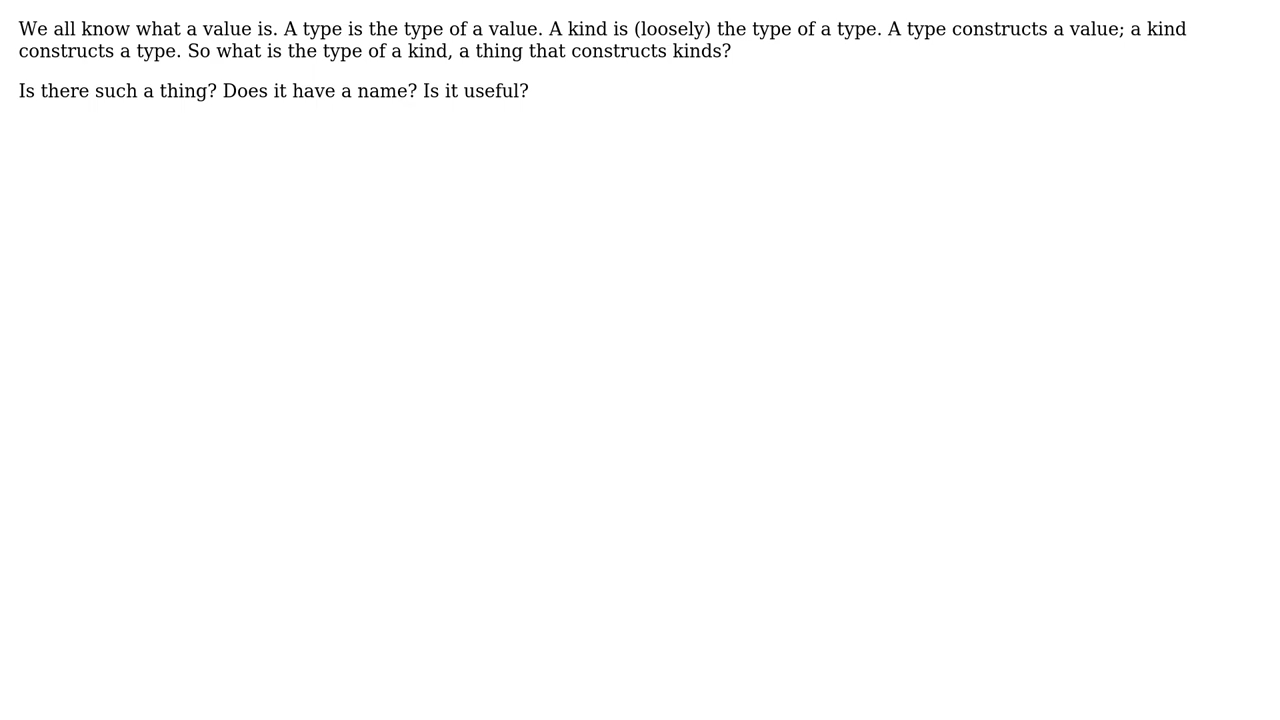 We all know what a value is. A type is the type of a value. A kind is (loosely) the type of a type. A type constructs a value; a kind
constructs a type. So what is the type of a kind, a thing that constructs kinds?
Is there such a thing? Does it have a name? Is it useful?